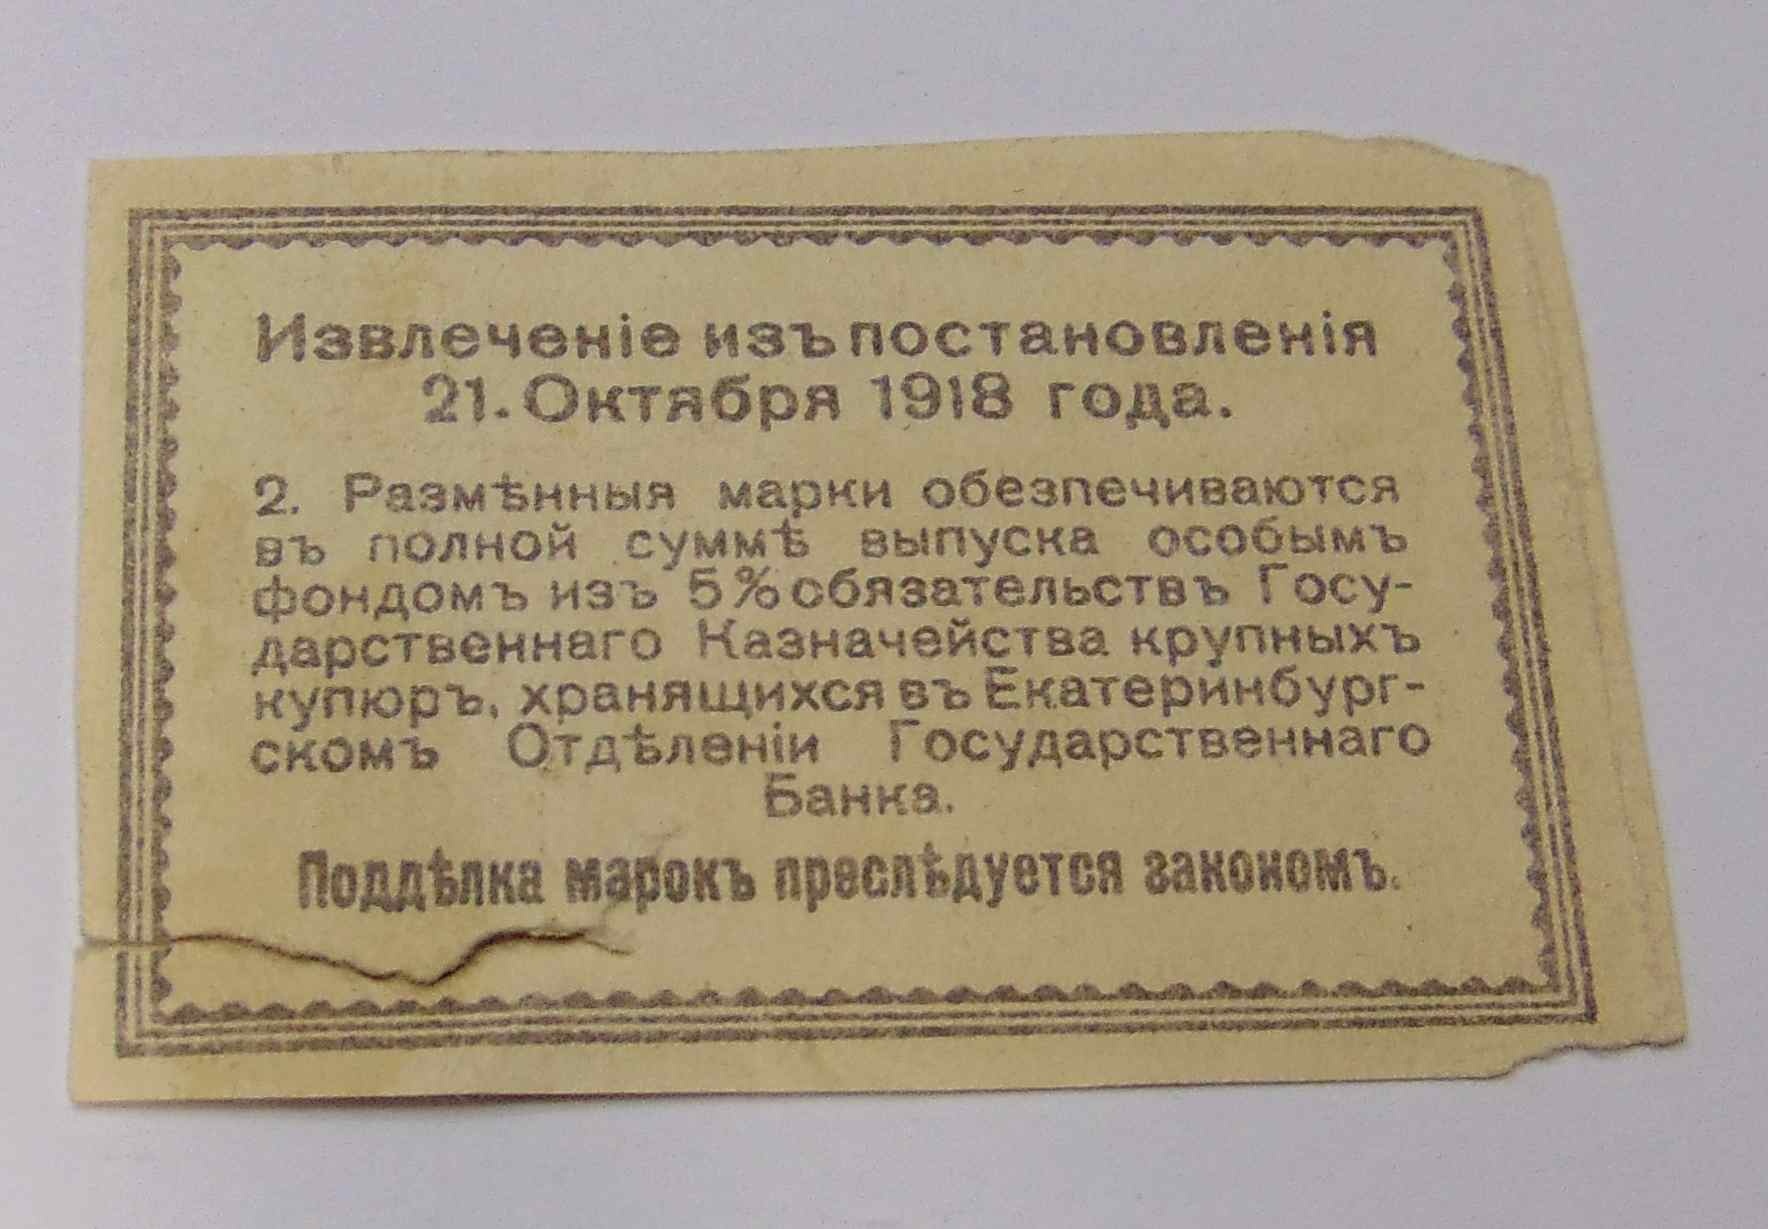 Извлеченіе изъ постановленія
21. Октября 1918 года.
2. Размѣнныя марки обезпечиваются
въ полной суммѣ выпуска особымъ
фондомъ изъ 5% обязательствъ Госу-
дарственнаго Казначейства крупныхъ
купюръ, хранящихся въ Екатеринбург-
скомъ Отдѣленіи Государственнаго
Банка.
Поддѣлка марокъ преслѣдуется закономъ.